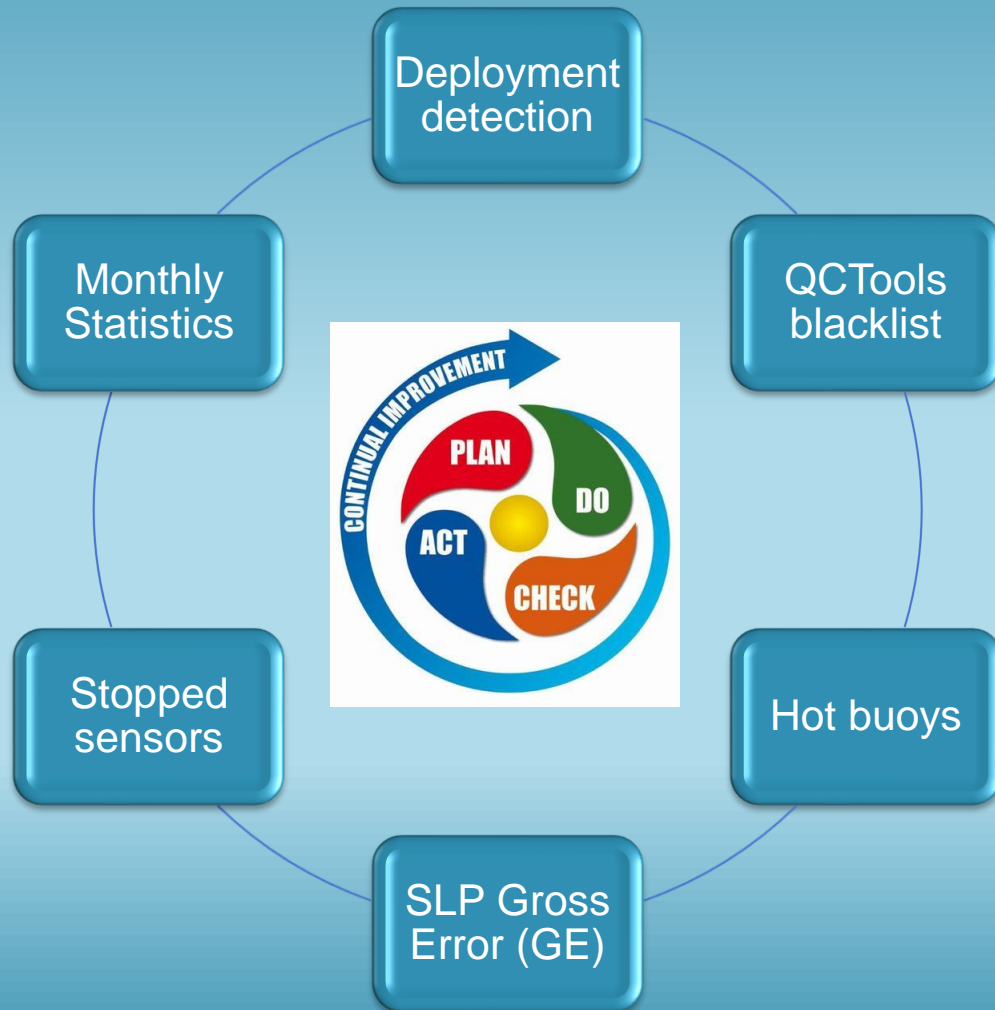 Deployment
detection
QCTools
blacklist
Hot buoys
SLP Gross
Error (GE)
Stopped
sensors
Monthly
Statistics
CONTINUAL IMPROVEMENT
PLAN
DO
CHECK
ACT